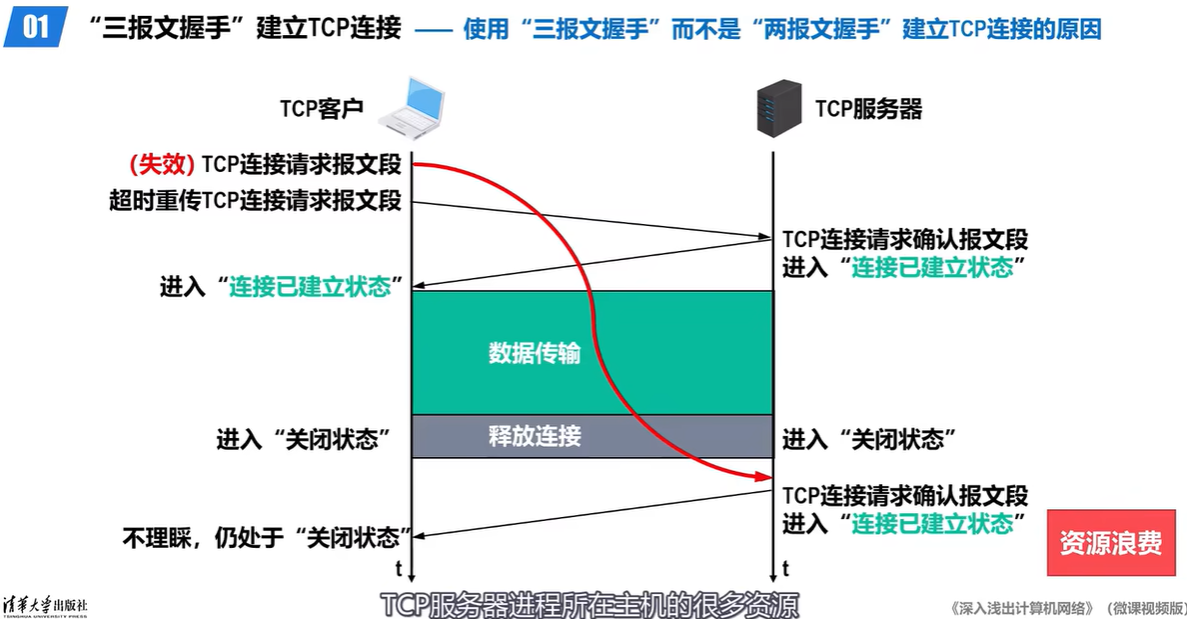 01
“三报文握手”建立TCP连接 —— 使用“三报文握手”而不是“两报文握手”建立TCP连接的原因
TCP客户
TCP服务器
(失效) TCP连接请求报文段
超时重传TCP连接请求报文段
TCP连接请求确认报文段
进入“连接已建立状态”
进入“连接已建立状态”
数据传输
进入“关闭状态”
释放连接
进入“关闭状态”
TCP连接请求确认报文段
进入“连接已建立状态”
不理睬，仍处于“关闭状态”
资源浪费
t
t
清华大学出版社
TSINGHUA UNIVERSITY PRESS
TCP服务器进程所在主机的很多资源
《深入浅出计算机网络》（微课视频版）